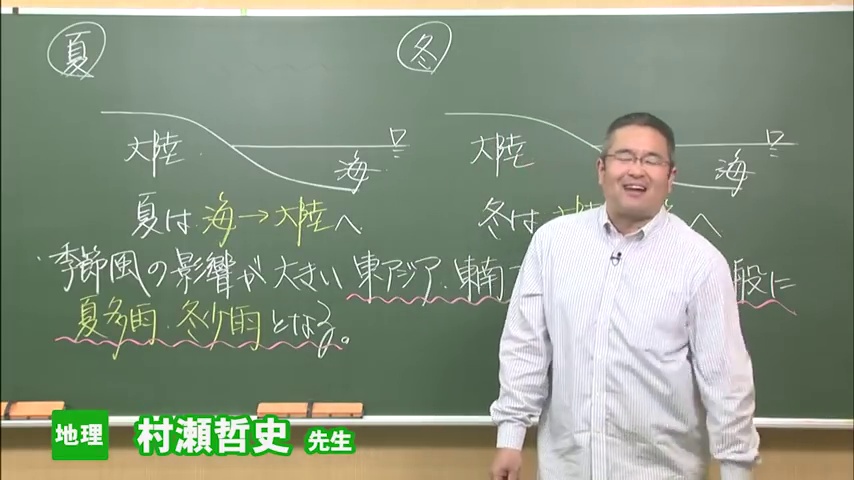 夏
冬
大陸
海
大陸
海
夏は 海→大陸へ
冬は 大陸 へ
・季節風の影響が大きい東アジア・東南 般に
夏多雨・冬少雨となる。
地理 村瀬哲史 先生